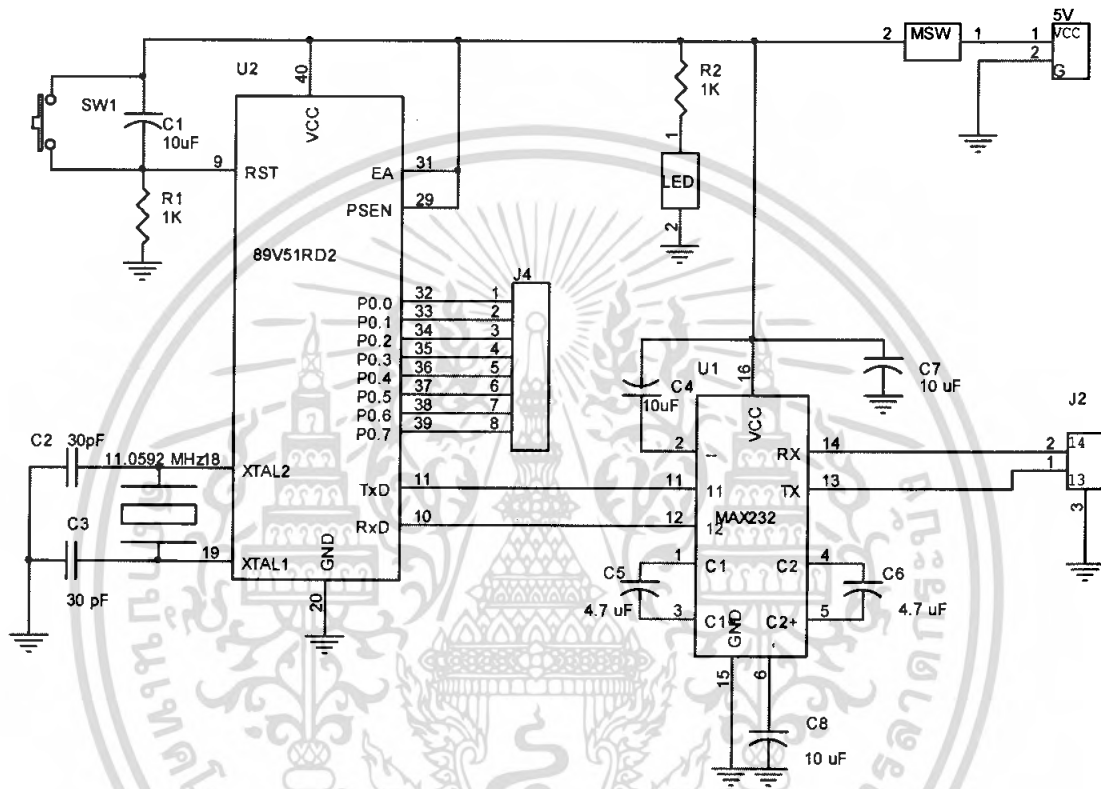 5V
2
MSW
1
1
VCC
2
G
U2
40
VCC
SW1
C1
10uF
9
RST
R1
1K
EA
31
PSEN
29
89V51RD2
R2
1K
1
LED
2
J4
P0.0
32
1
P0.1
33
2
P0.2
34
3
P0.3
35
4
P0.4
36
5
P0.5
37
6
P0.6
38
7
P0.7
39
8
C2
30pF
11.0592 MHz
18
XTAL2
C3
30 pF
19
XTAL1
TxD
11
RxD
10
GND
20
U1
16
VCC
C4
10uF
C7
10 uF
2
–
RX
14
2
J2
14
11
11
TX
13
1
13
3
12
12
MAX232
1
C1
C2
4
C5
4.7 uF
C6
4.7 uF
3
C1+
C2+
5
GND
-
15
6
C8
10 uF